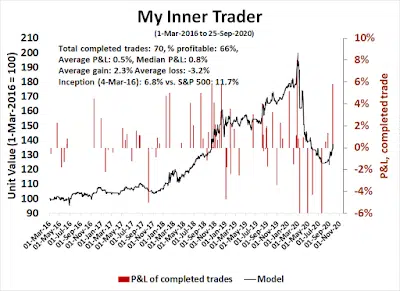 My Inner Trader
(1-Mar-2016 to 25-Sep-2020)
Total completed trades: 70, % profitable: 66%,
Average P&L: 0.5%, Median P&L: 0.8%
Average gain: 2.3% Average loss: -3.2%
Inception (4-Mar-16): 6.8% vs. S&P 500: 11.7%
Unit Value (1-Mar-2016 = 100)
210
200
190
180
170
160
150
140
130
120
110
100
90
P&L, completed trade
10%
8%
6%
4%
2%
0%
-2%
-4%
-6%
01-Mar-16
01-May-16
01-Jul-16
01-Sep-16
01-Nov-16
01-Jan-17
01-Mar-17
01-May-17
01-Jul-17
01-Sep-17
01-Nov-17
01-Jan-18
01-Mar-18
01-May-18
01-Jul-18
01-Sep-18
01-Nov-18
01-Jan-19
01-Mar-19
01-May-19
01-Jul-19
01-Sep-19
01-Nov-19
01-Jan-20
01-Mar-20
01-May-20
01-Jul-20
01-Sep-20
01-Nov-20
P&L of completed trades
Model